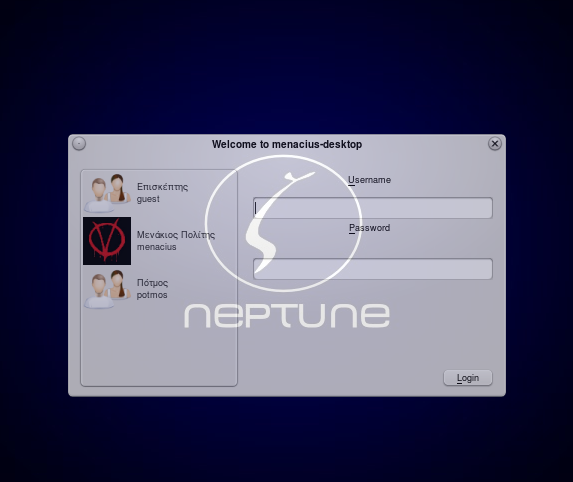 Welcome to menacius-desktop
Επισκέπτης
guest
Μενάκιος Πολίτης
menacius
Πότμος
potmos
Username
Password
NEPTUNE
Login